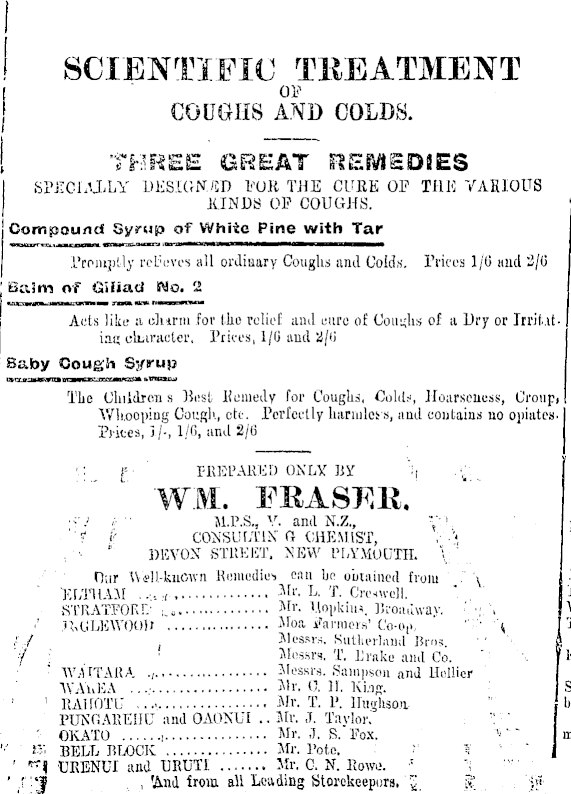 SCIENTIFIC TREATMENT
OF
COUGHS AND COLDS.
THREE GREAT REMEDIES
SPECIALLY DESIGNED FOR THE CURE OF THE VARIOUS
KINDS OF COUGHS.
Compound Syrup of White Pine with Tar
Promptly relieves all ordinary Coughs and Colds. Prices 1/6 and 2/6
Balm of Giliad No. 2
Acts like a charm for the relief and cure of Coughs of a Dry or Irritat-
ing character. Prices, 1/6 and 2/6
Baby Cough Syrup
The Children s Best Remedy for Coughs, Colds, Hoarseness, Croup,
Whooping Cough, etc. Perfectly harmless, and contains no opiates.
Prices, 1/-, 1/6, and 2/6
PREPARED ONLY BY
WM. FRASER.
M.P.S., V. and N.Z.,
CONSULTING CHEMIST,
DEVON STREET, NEW PLYMOUTH.
Our Well-known Remedies can be obtained from
ELTHAM .............. Mr. L. T. Creswell.
STRATFORD .............. Mr. Hopkins, Broadway.
INGLEWOOD .............. Moa Farmers' Co-op.
Messrs. Sutherland Bros.
Messrs. T. Drake and Co.
WAITARA .............. Messrs. Sampson and Hellier
WAREA .............. Mr. C. H. King.
RAHOTU .............. Mr. T. P. Hughson
PUNGAREHU and OAONUI .. Mr. J. Taylor.
OKATO .............. Mr. J. S. Fox.
BELL BLOCK .............. Mr. Pote.
URENUI and URUTI ....... Mr. C. N. Rowe.
And from all Leading Storekeepers.